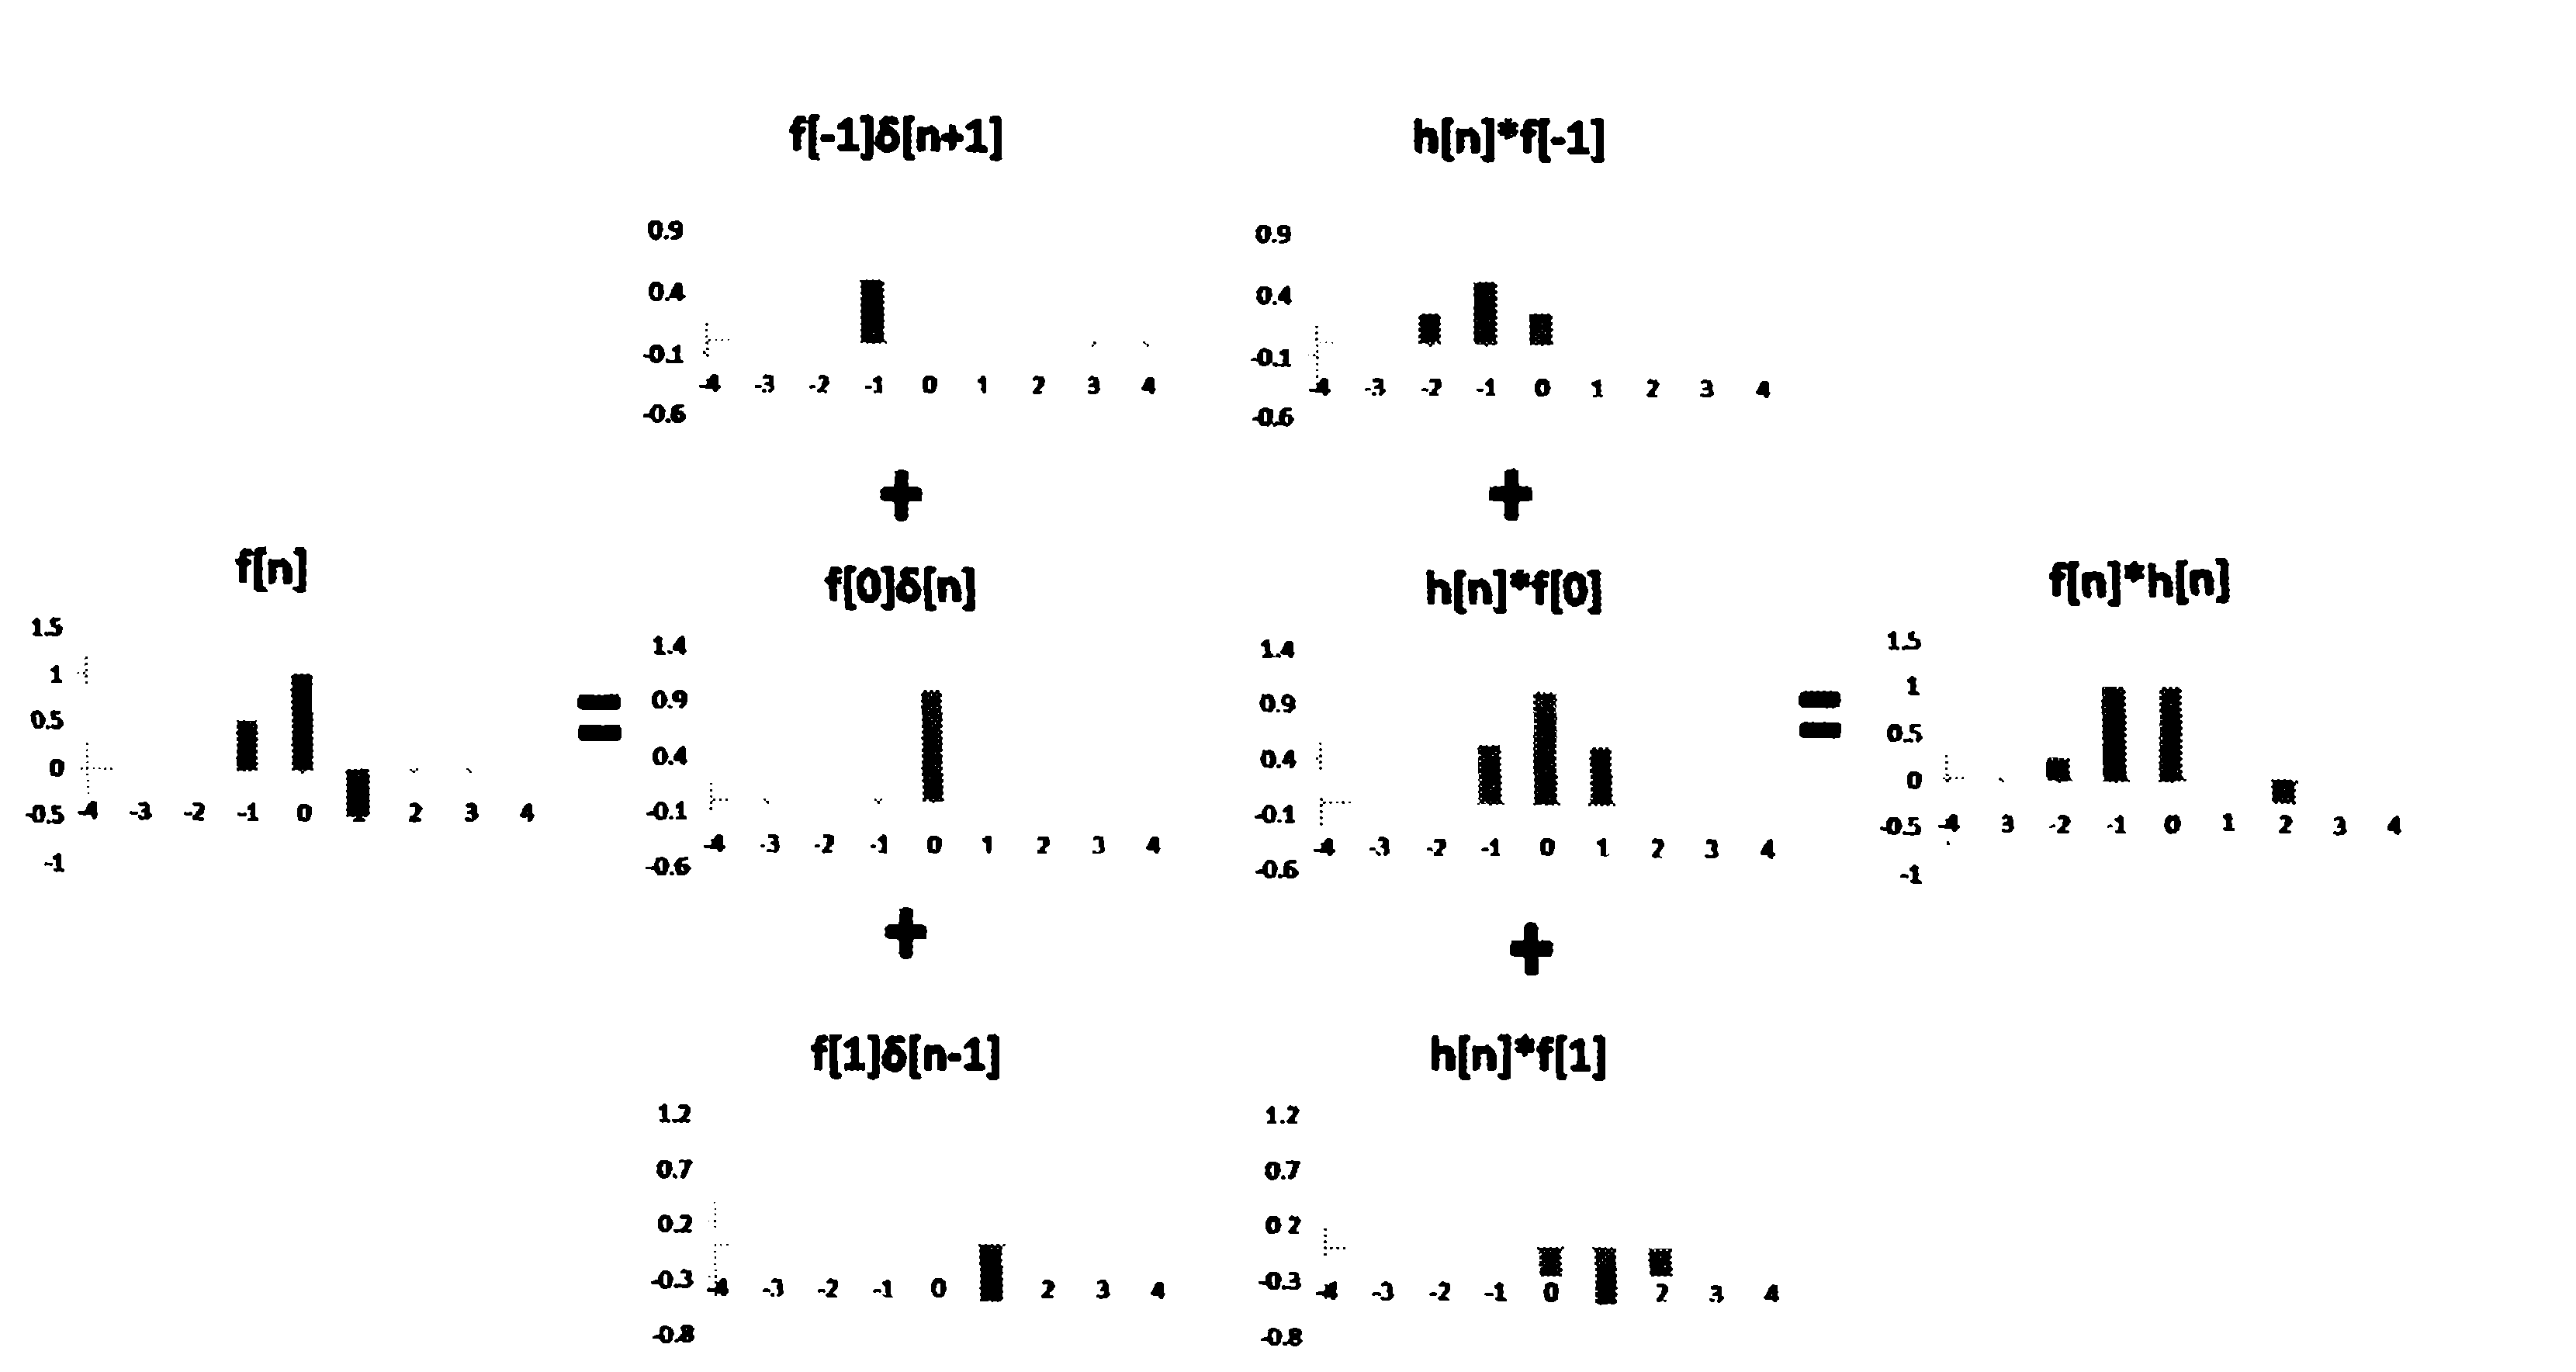 f[-1]δ[n+1]
0.9
0.4
-0.1
-0.6
-4 -3 -2 -1 0 1 2 3 4
h[n]*f[-1]
0.9
0.4
-0.1
-0.6
-4 -3 -2 -1 0 1 2 3 4
+
+
f[n]
1.5
1
0.5
0
-0.5
-1
-4 -3 -2 -1 0 1 2 3 4
=
f[0]δ[n]
1.4
0.9
0.4
-0.1
-0.6
-4 -3 -2 -1 0 1 2 3 4
h[n]*f[0]
1.4
0.9
0.4
-0.1
-0.6
-4 -3 -2 -1 0 1 2 3 4
=
f[n]*h[n]
1.5
1
0.5
0
-0.5
-1
-4 3 -2 -1 0 1 2 3 4
+
+
f[1]δ[n-1]
1.2
0.7
0.2
-0.3
-0.8
-4 -3 -2 -1 0 2 3 4
h[n]*f[1]
1.2
0.7
0.2
-0.3
-0.8
-4 -3 -2 -1 0 2 3 4